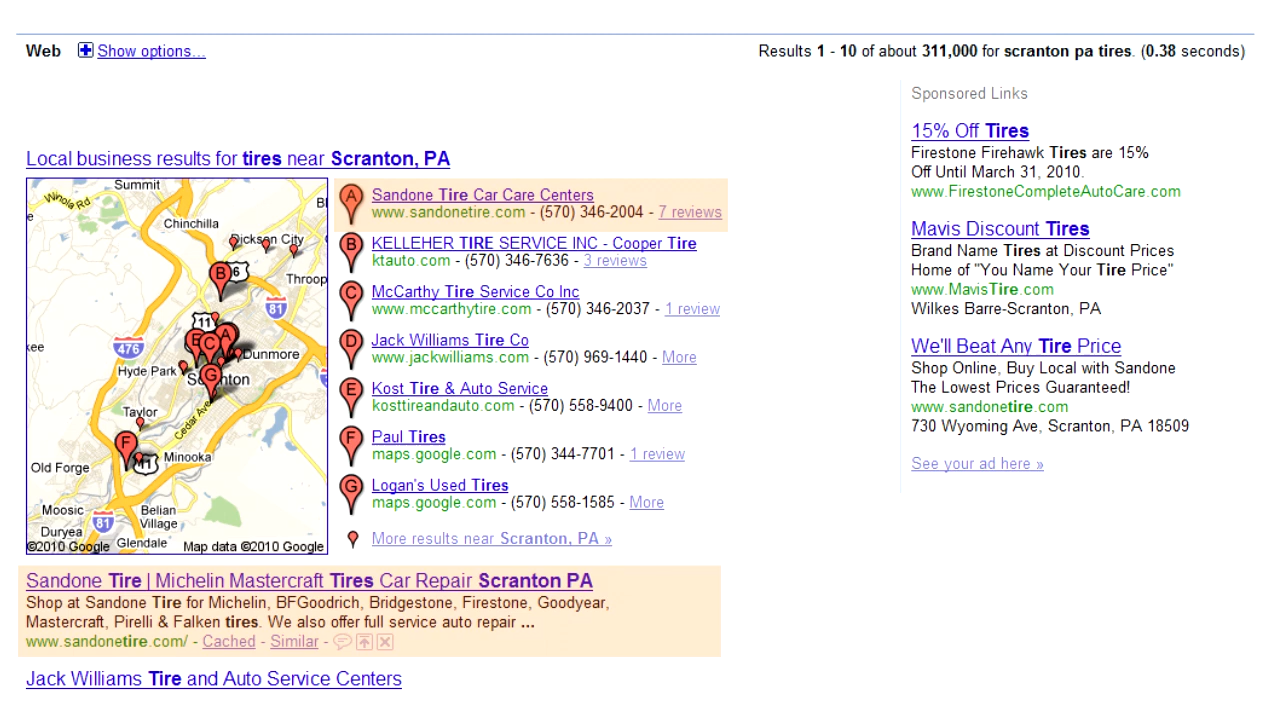 Web Show options...
Results 1 - 10 of about 311,000 for scranton pa tires. (0.38 seconds)
Local business results for tires near Scranton, PA
Summit
Winola Rd
Chinchilla
Dickson City
Throop
B
6
81
11
E
C
A
476
Dunmore
Hyde Park
Scranton
G
Taylor
Cedar Ave
F
11
Minooka
Old Forge
Moosic
81
Belian
Village
Duryea
Glendale
©2010 Google Map data ©2010 Google
A Sandone Tire Car Care Centers
www.sandonetire.com - (570) 346-2004 - 7 reviews
B KELLEHER TIRE SERVICE INC - Cooper Tire
ktauto.com - (570) 346-7636 - 3 reviews
C McCarthy Tire Service Co Inc
www.mccarthytire.com - (570) 346-2037 - 1 review
D Jack Williams Tire Co
www.jackwilliams.com - (570) 969-1440 - More
E Kost Tire & Auto Service
kosttireandauto.com - (570) 558-9400 - More
F Paul Tires
maps.google.com - (570) 344-7701 - 1 review
G Logan's Used Tires
maps.google.com - (570) 558-1585 - More
More results near Scranton, PA »
Sandone Tire | Michelin Mastercraft Tires Car Repair Scranton PA
Shop at Sandone Tire for Michelin, BFGoodrich, Bridgestone, Firestone, Goodyear,
Mastercraft, Pirelli & Falken tires. We also offer full service auto repair ...
www.sandonetire.com/ - Cached - Similar -
Jack Williams Tire and Auto Service Centers
Sponsored Links
15% Off Tires
Firestone Firehawk Tires are 15%
Off Until March 31, 2010.
www.FirestoneCompleteAutoCare.com
Mavis Discount Tires
Brand Name Tires at Discount Prices
Home of "You Name Your Tire Price"
www.MavisTire.com
Wilkes Barre-Scranton, PA
We'll Beat Any Tire Price
Shop Online, Buy Local with Sandone
The Lowest Prices Guaranteed!
www.sandonetire.com
730 Wyoming Ave, Scranton, PA 18509
See your ad here »